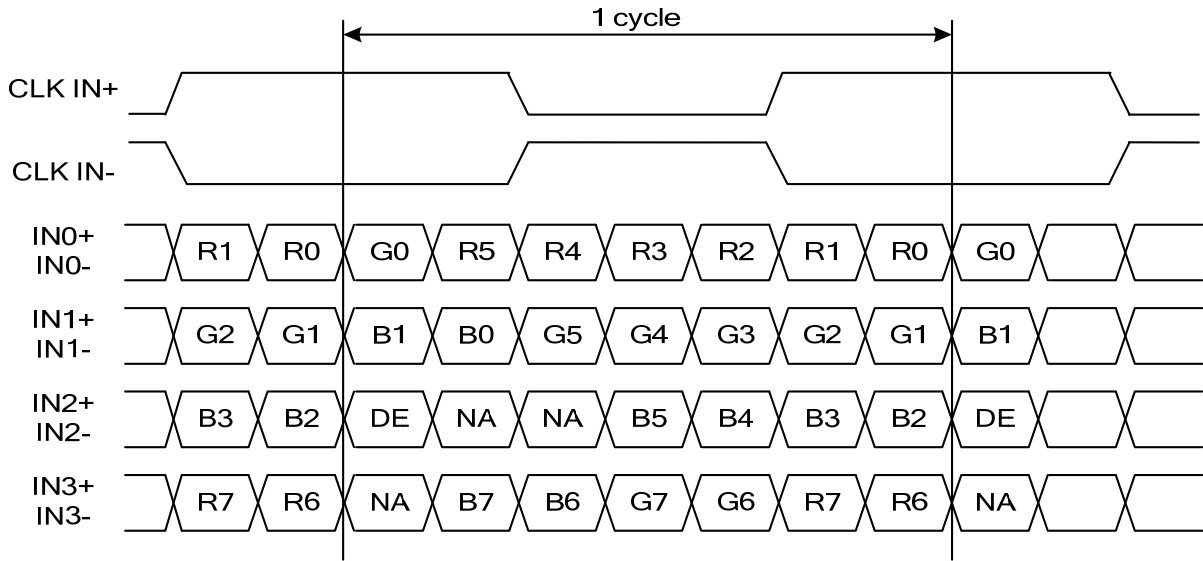 1 cycle
CLK IN+
CLK IN-
IN0+
IN0-
R1 R0 G0 R5 R4 R3 R2 R1 R0 G0
IN1+
IN1-
G2 G1 B1 B0 G5 G4 G3 G2 G1 B1
IN2+
IN2-
B3 B2 DE NA NA B5 B4 B3 B2 DE
IN3+
IN3-
R7 R6 NA B7 B6 G7 G6 R7 R6 NA